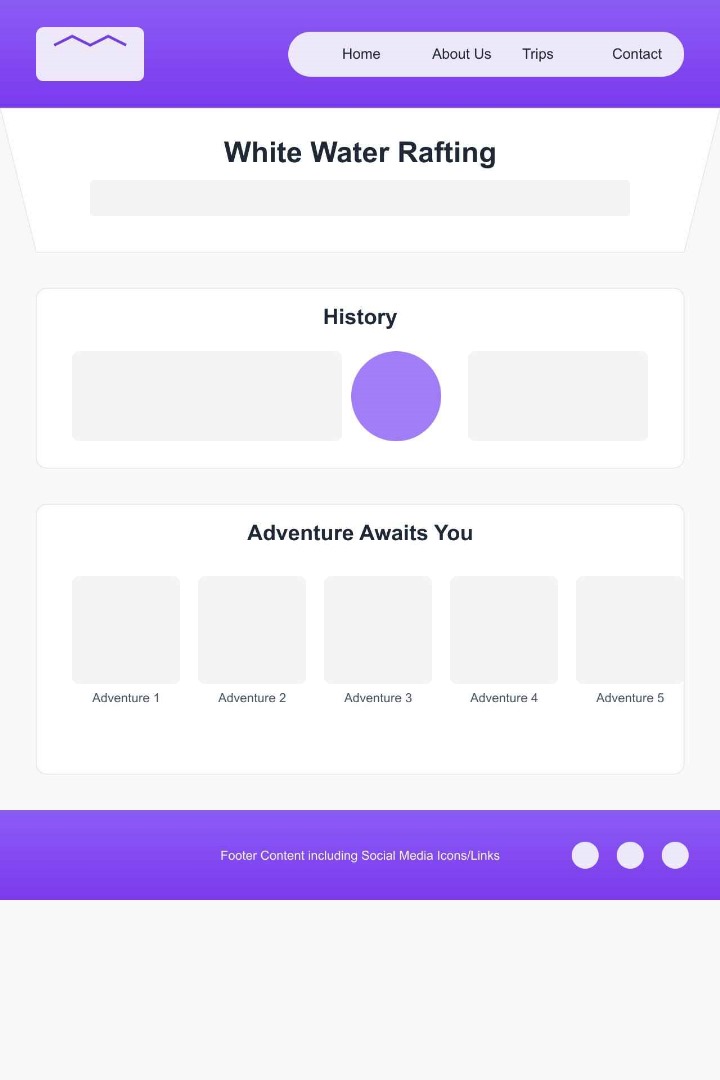 Home About Us Trips Contact
White Water Rafting
History
Adventure Awaits You
Adventure 1 Adventure 2 Adventure 3 Adventure 4 Adventure 5
Footer Content including Social Media Icons/Links